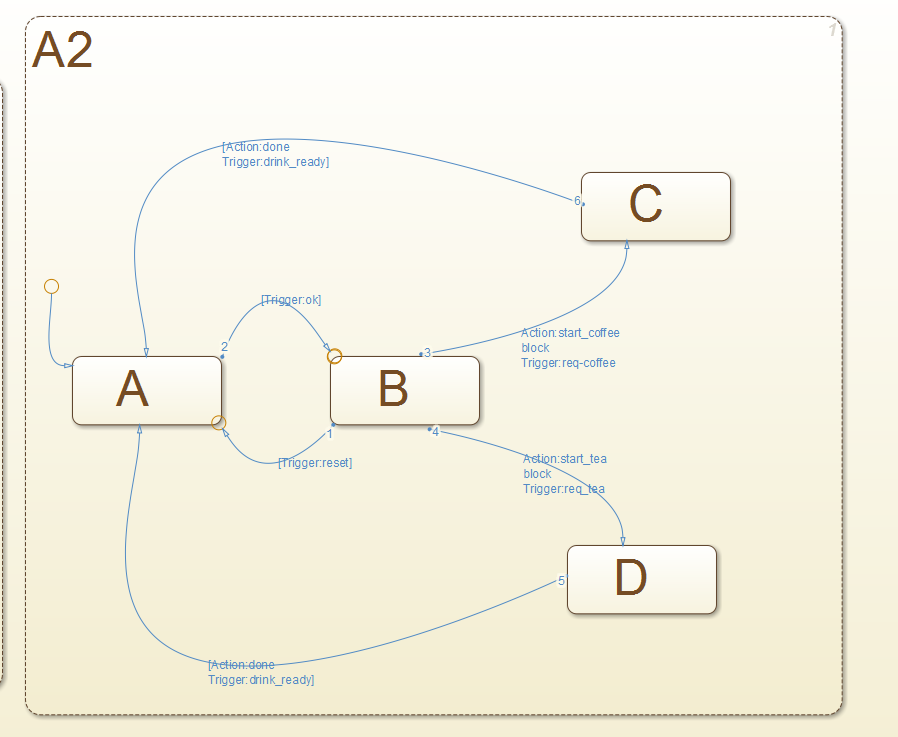 A2
1
[Action:done
Trigger:drink_ready]
6
C
[Trigger:ok]
2
3
Action:start_coffee
block
Trigger:req-coffee
A
B
1
4
[Trigger:reset]
Action:start_tea
block
Trigger:req_tea
5
D
[Action:done
Trigger:drink_ready]